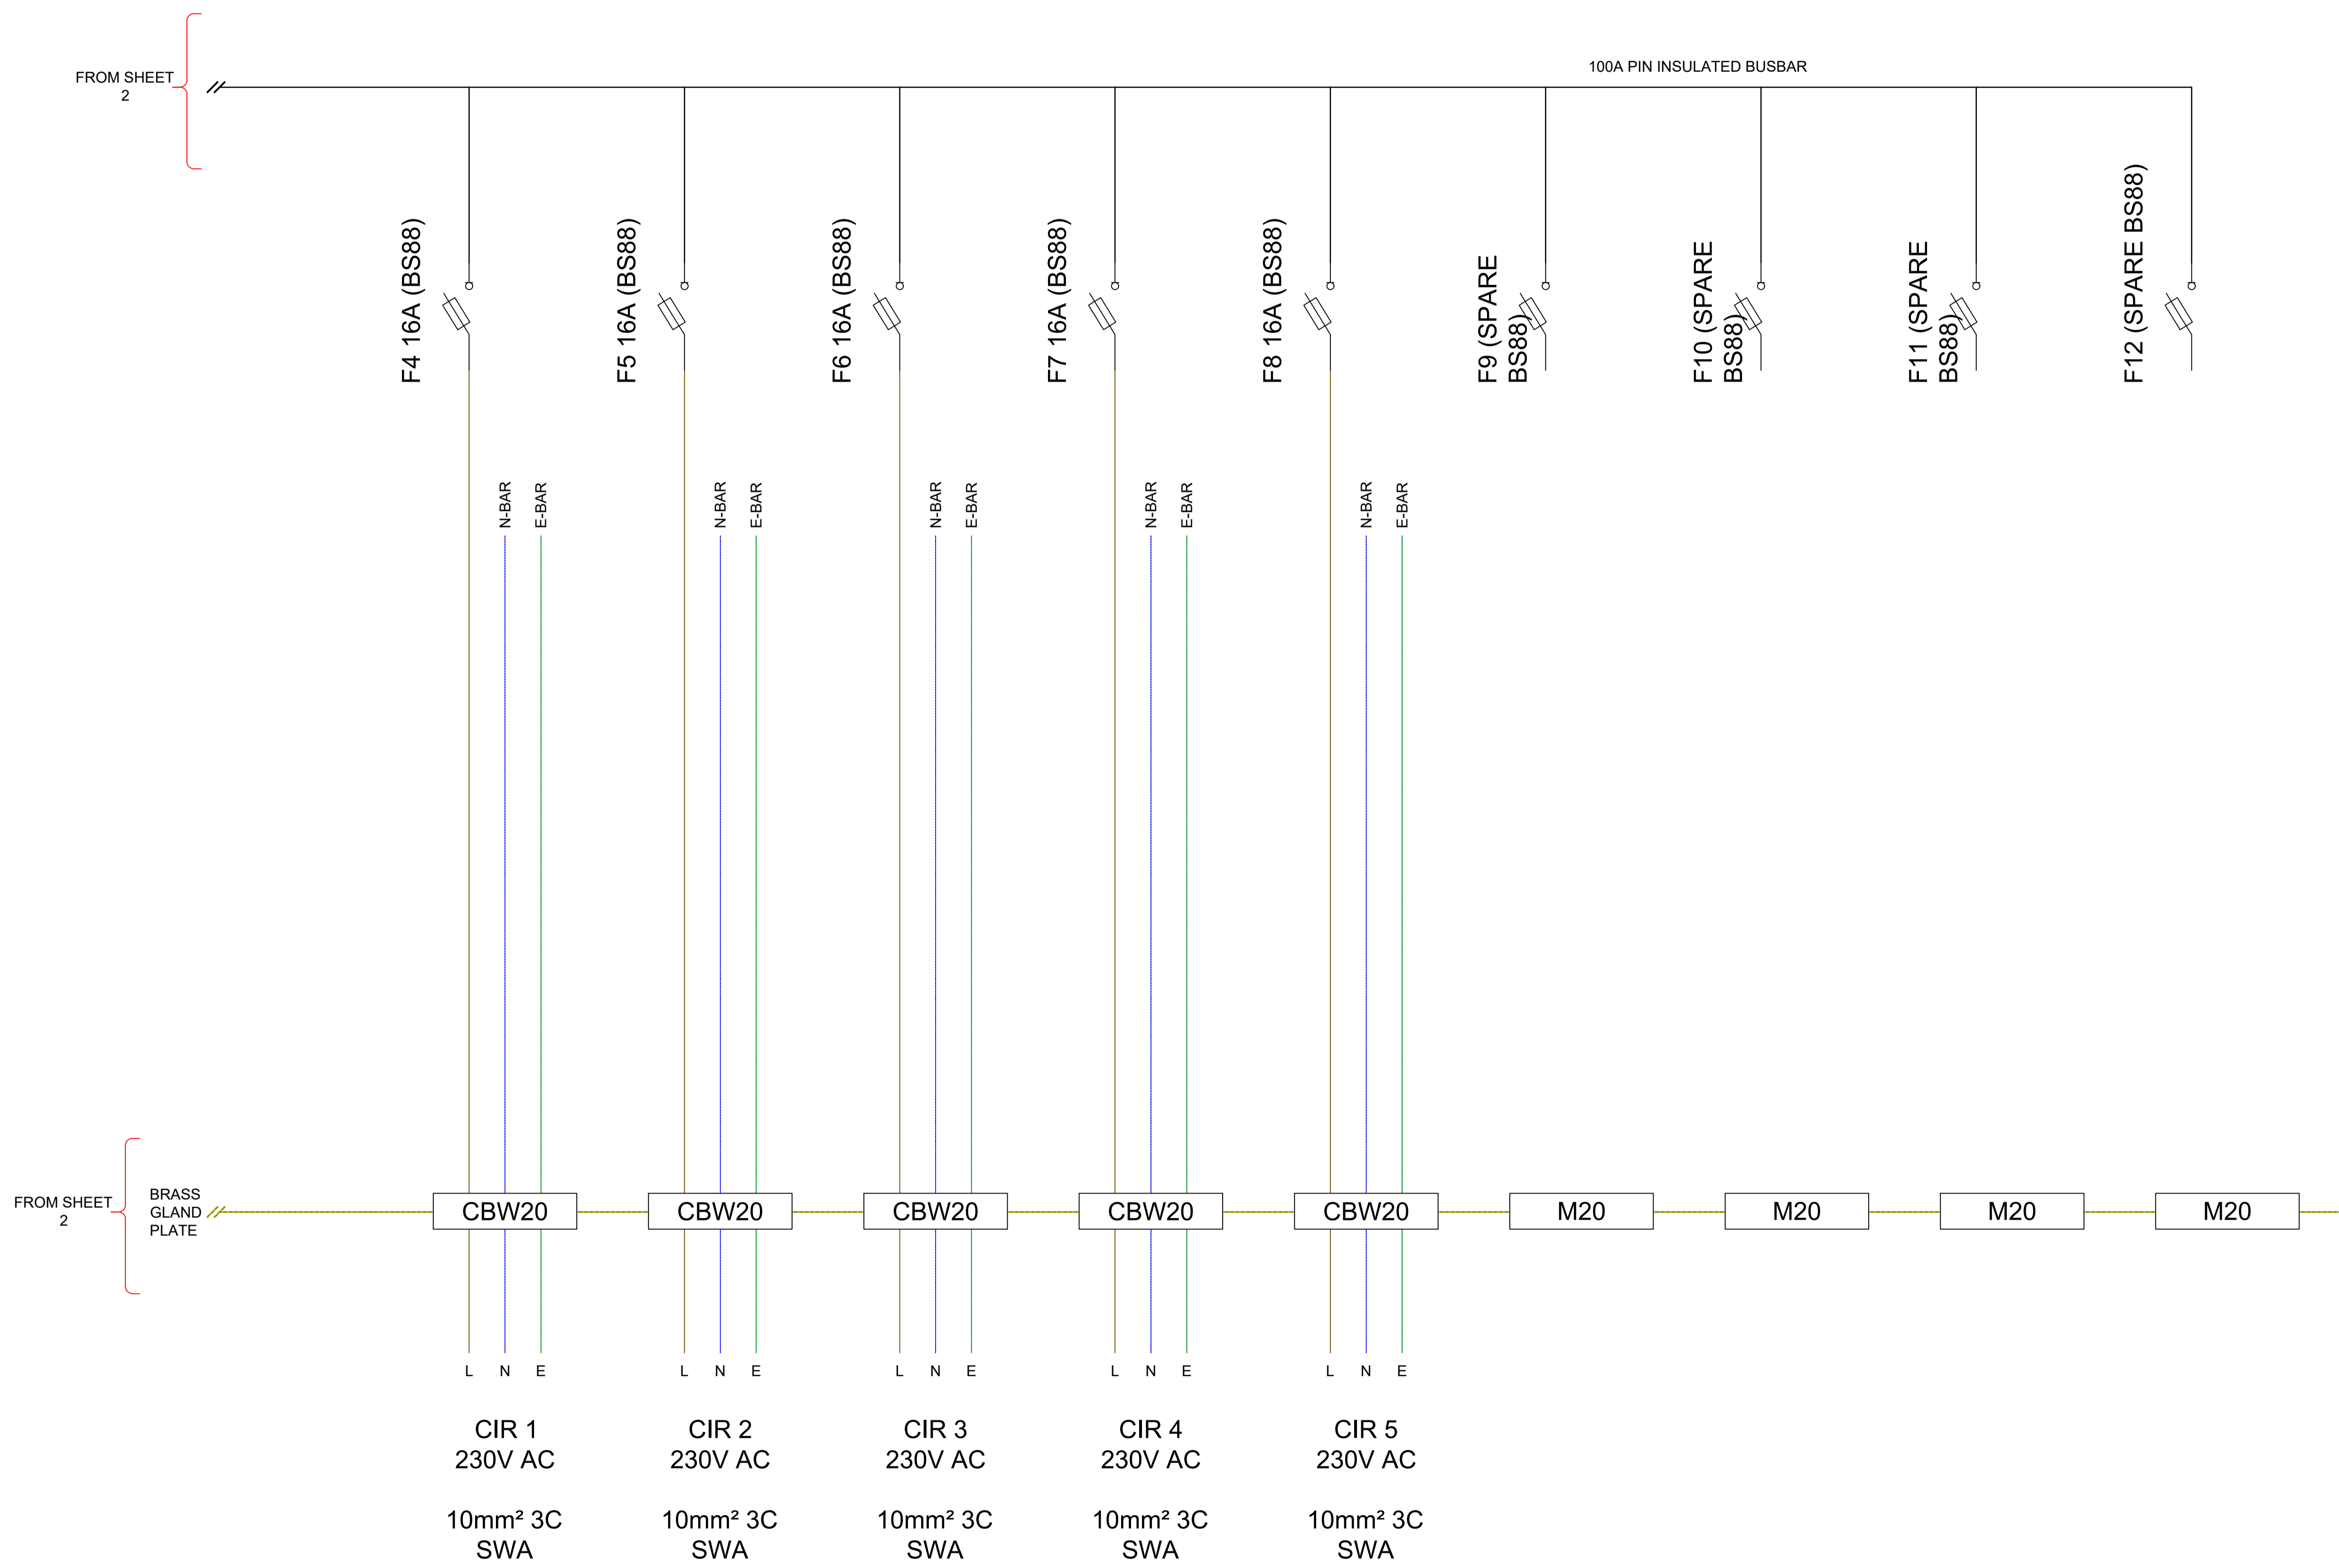 100A PIN INSULATED BUSBAR
FROM SHEET
2
F4 16A (BS88)
F5 16A (BS88)
F6 16A (BS88)
F7 16A (BS88)
F8 16A (BS88)
F9 (SPARE
BS88)
F10 (SPARE
BS88)
F11 (SPARE
BS88)
F12 (SPARE BS88)
N-BAR
E-BAR
N-BAR
E-BAR
N-BAR
E-BAR
N-BAR
E-BAR
N-BAR
E-BAR
FROM SHEET
2
BRASS
GLAND
PLATE
CBW20
CBW20
CBW20
CBW20
CBW20
M20
M20
M20
M20
L N E
L N E
L N E
L N E
L N E
CIR 1
230V AC
10mm² 3C
SWA
CIR 2
230V AC
10mm² 3C
SWA
CIR 3
230V AC
10mm² 3C
SWA
CIR 4
230V AC
10mm² 3C
SWA
CIR 5
230V AC
10mm² 3C
SWA